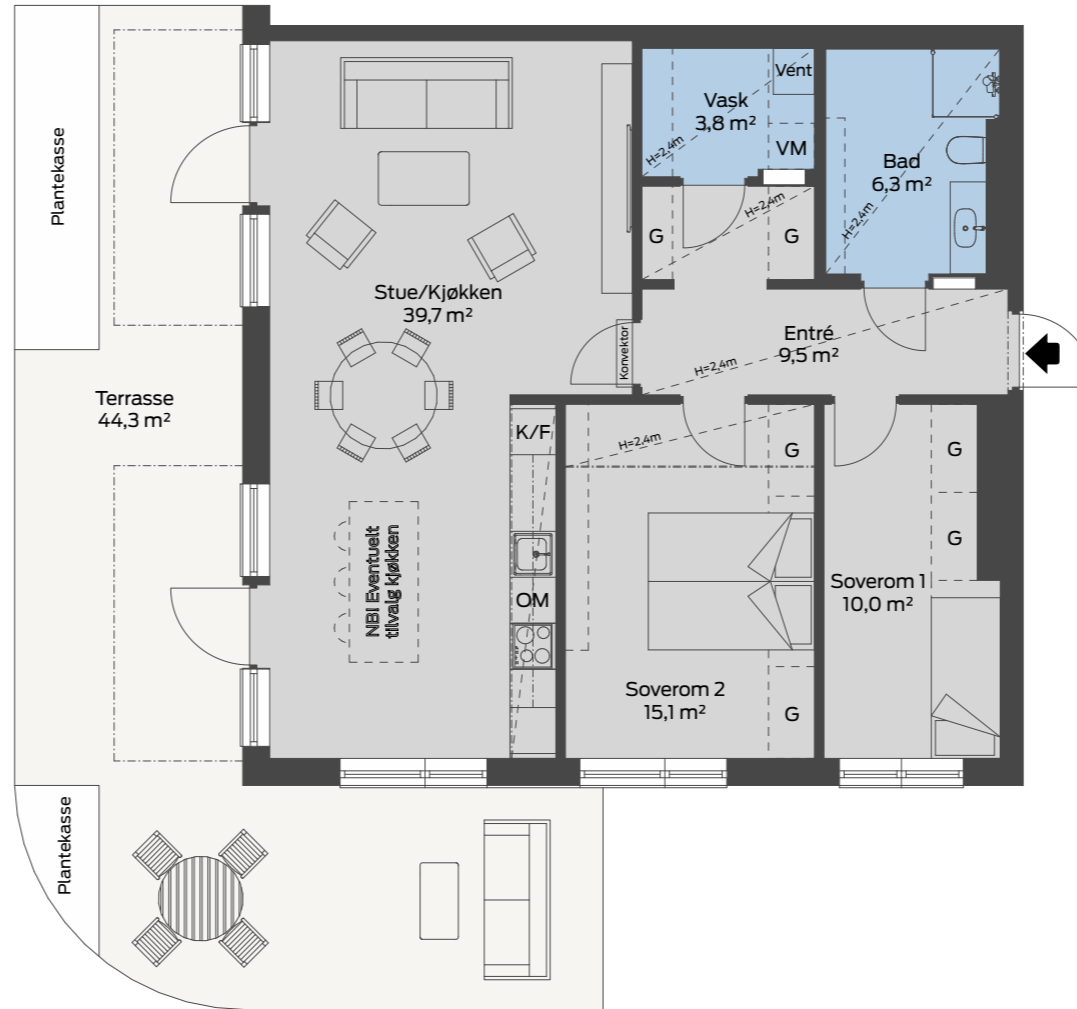 Plantekasse
Vent
Vask
3,8 m²
VM
H=2,4m
Bad
6,3 m²
H=2,4m
H=2,4m
G
G
Stue/Kjøkken
39,7 m²
Konvektor
Entré
9,5 m²
H=2,4m
Terrasse
44,3 m²
K/F
H=2,4m
G
G
G
NB! Eventuelt
tilvalg kjøkken
OM
Soverom 1
10,0 m²
Soverom 2
15,1 m²
G
Plantekasse